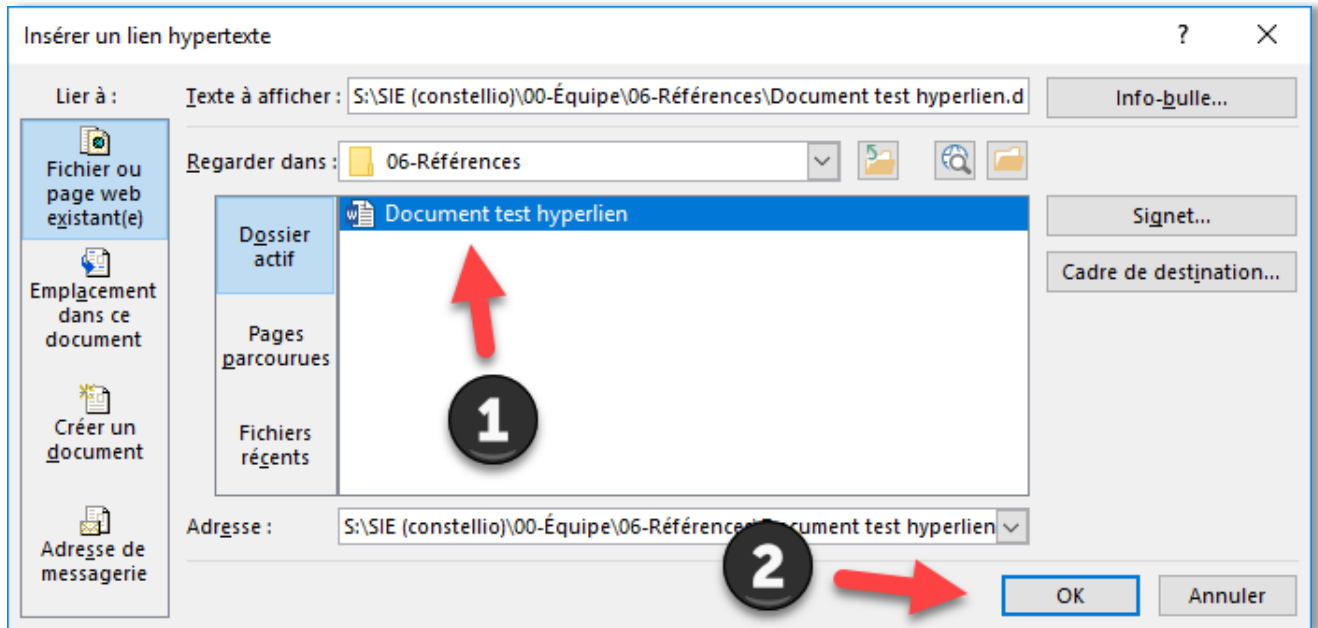 Insérer un lien hypertexte
?
Lier à :
Texte à afficher :
S:\SIE (constellio)\00-Équipe\06-Références\Document test hyperlien.d
Info-bulle...
Fichier ou
page web
existant(e)
Regarder dans :
06-Références
Dossier
actif
Document test hyperlien
Signet...
Cadre de destination...
Emplacement
dans ce
document
Pages
parcourues
1
Créer un
document
Fichiers
récents
Adresse de
messagerie
Adresse :
S:\SIE (constellio)\00-Équipe\06-Références test hyperlien
2
OK
Annuler